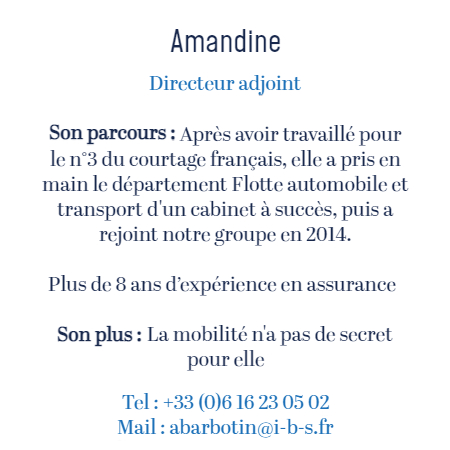 Amandine
Directeur adjoint
Son parcours : Après avoir travaillé pour
le n°3 du courtage français, elle a pris en
main le département Flotte automobile et
transport d'un cabinet à succès, puis a
rejoint notre groupe en 2014.
Plus de 8 ans d’expérience en assurance
Son plus : La mobilité n'a pas de secret
pour elle
Tel : +33 (0)6 16 23 05 02
Mail : abarbotin@i-b-s.fr